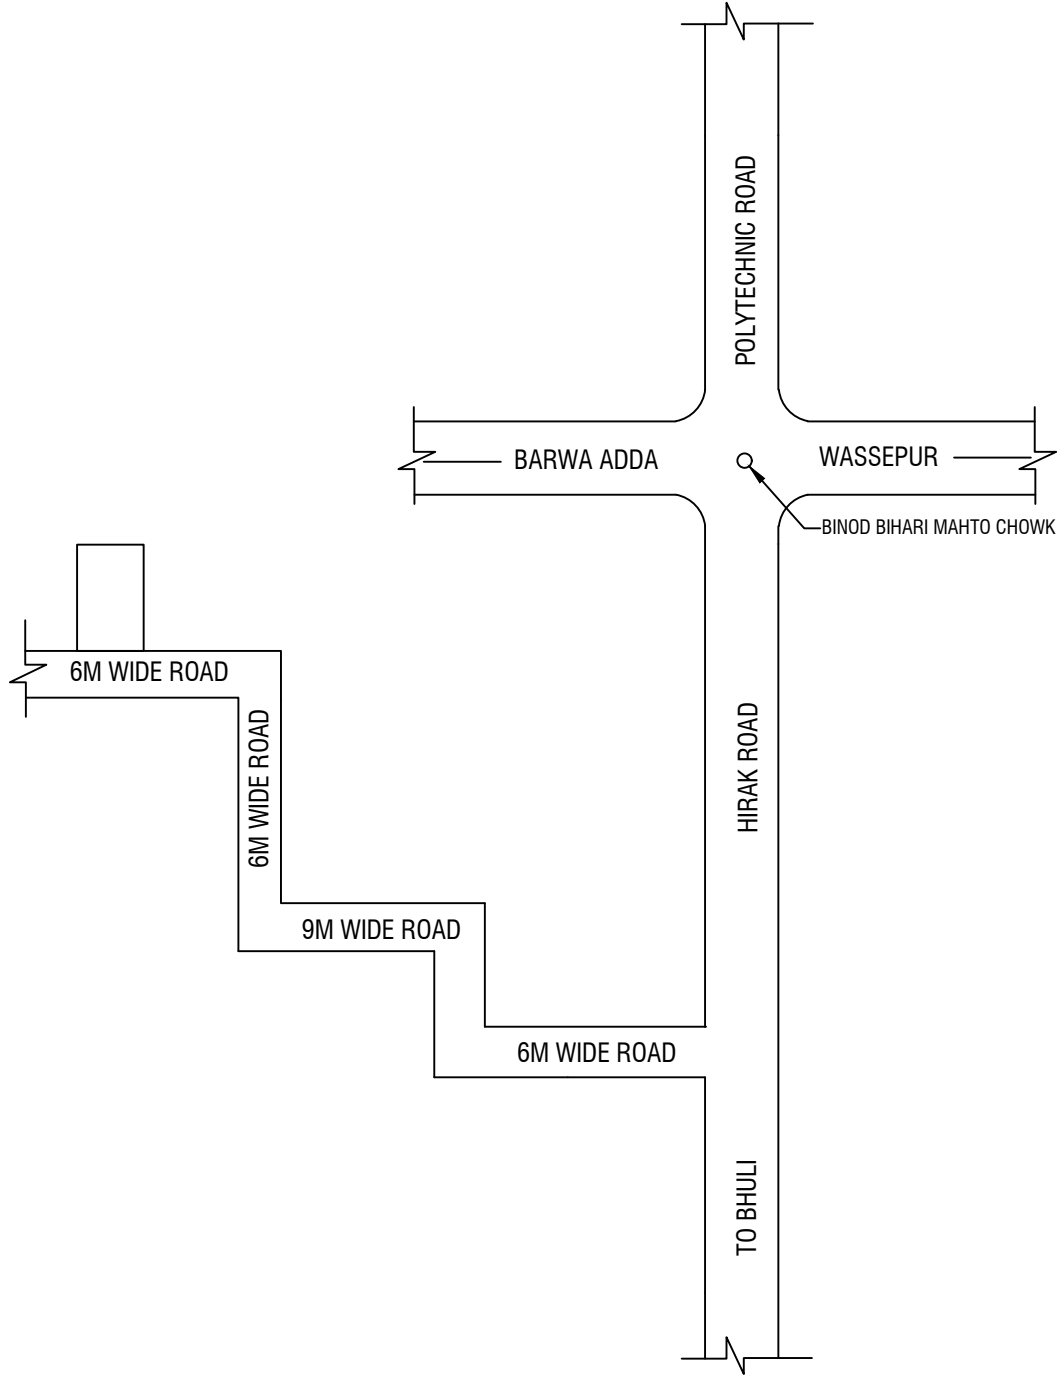 POLYTECHNIC ROAD
BARWA ADDA
WASSEPUR
BINOD BIHARI MAHTO CHOWK
6M WIDE ROAD
6M WIDE ROAD
HIRAK ROAD
9M WIDE ROAD
6M WIDE ROAD
TO BHULI